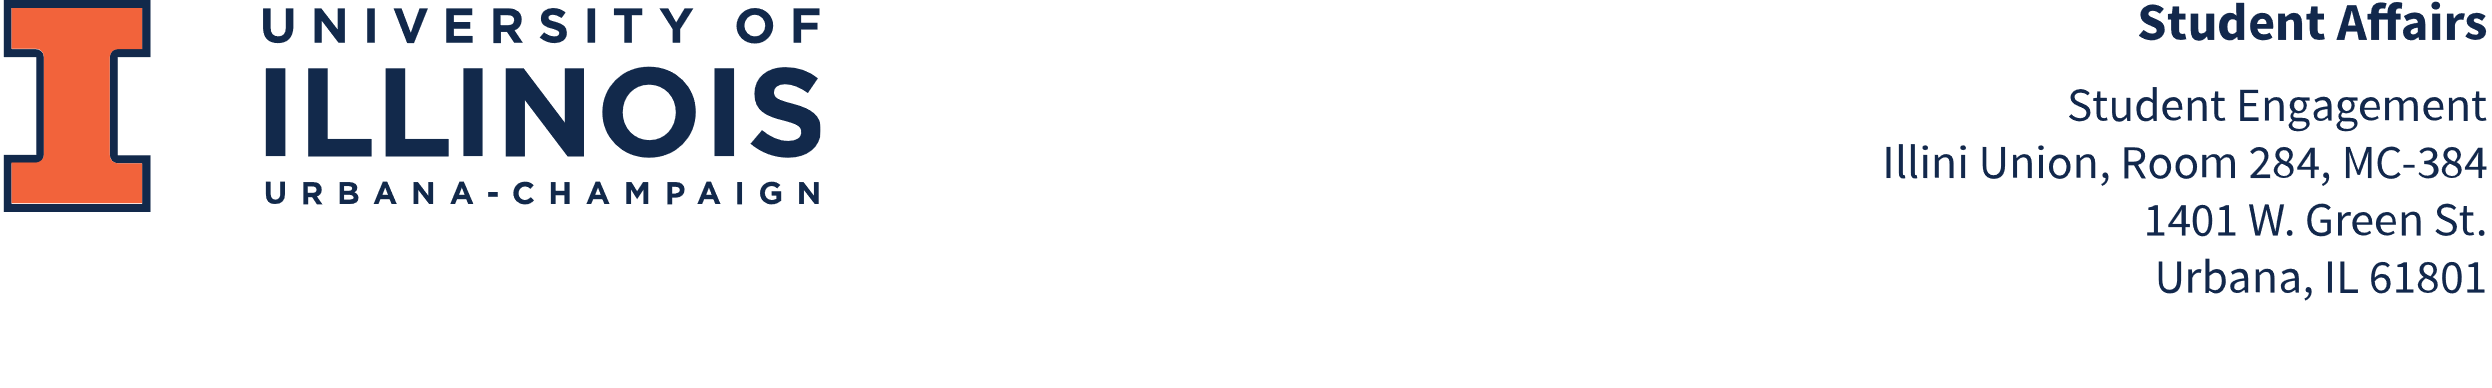 UNIVERSITY OF
ILLINOIS
URBANA-CHAMPAIGN
Student Affairs
Student Engagement
Illini Union, Room 284, MC-384
1401 W. Green St.
Urbana, IL 61801